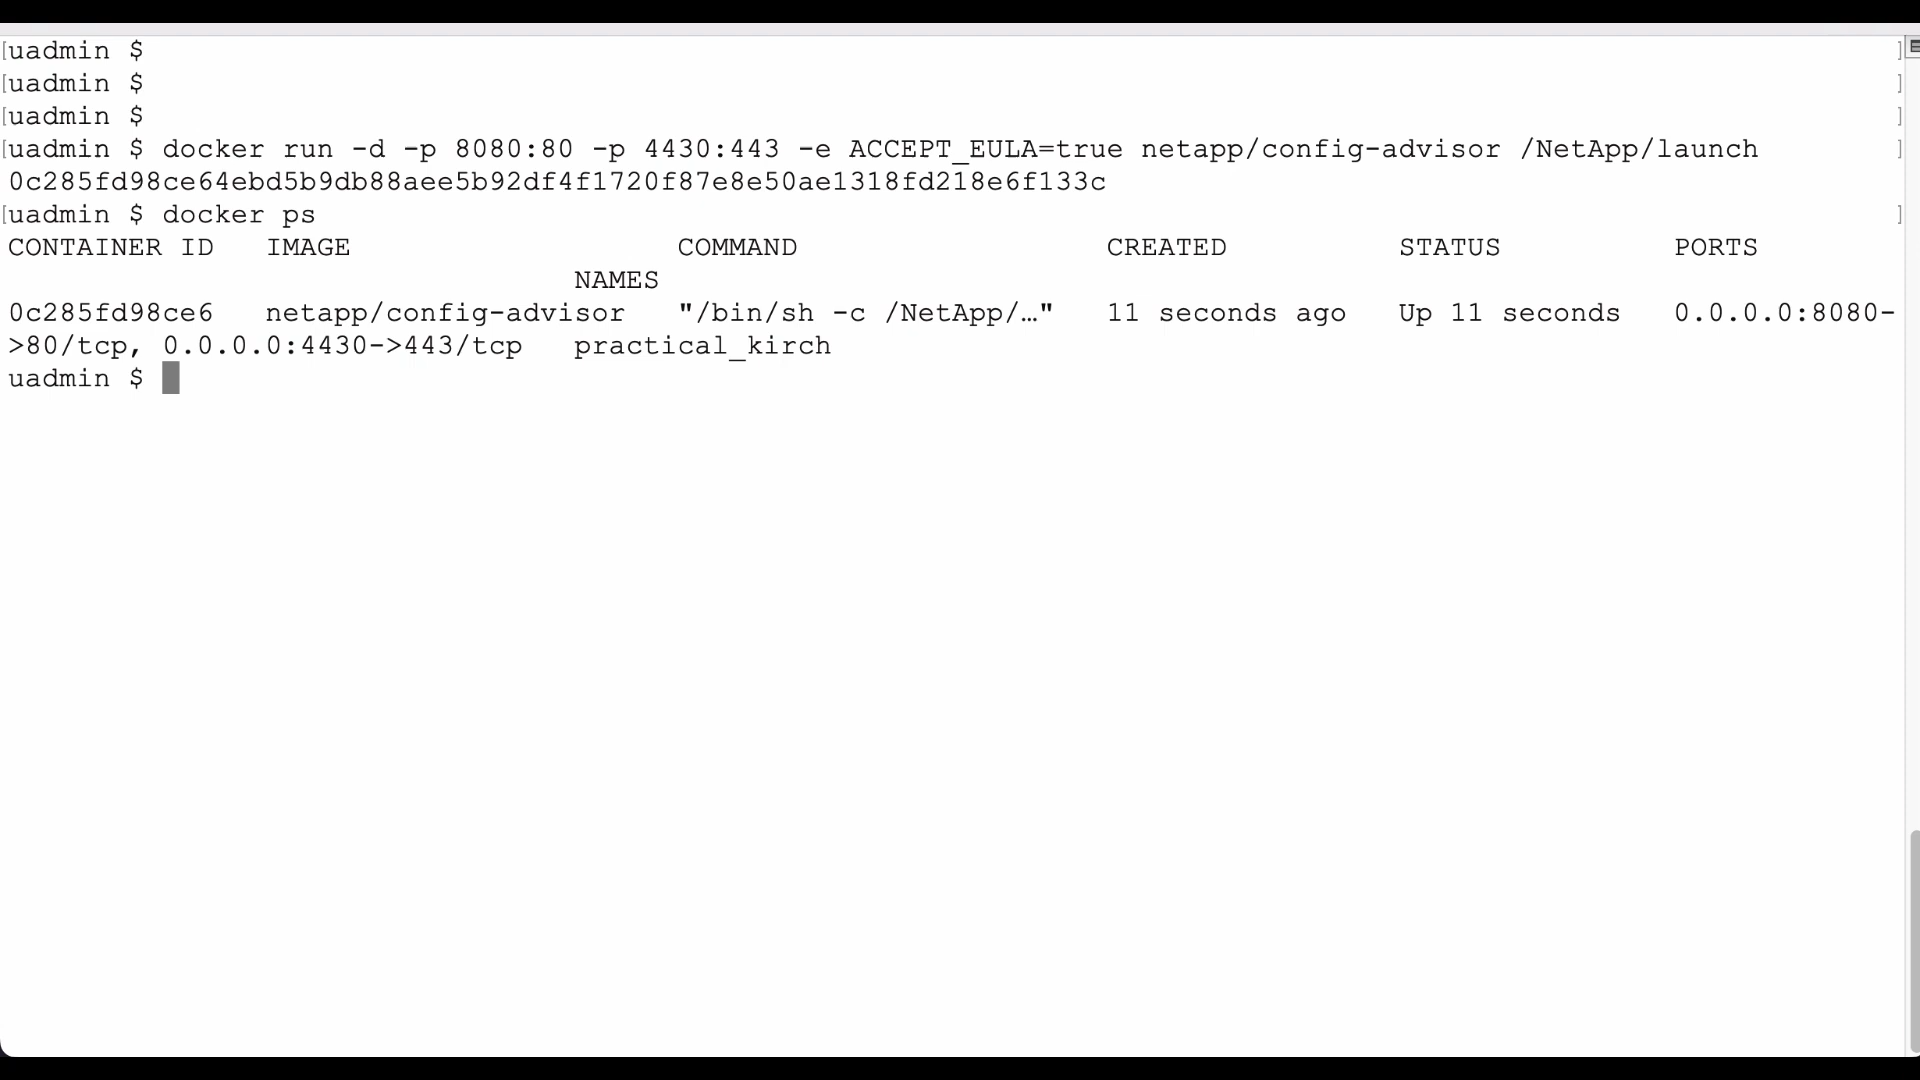 [uadmin $ ]
[uadmin $ ]
[uadmin $ ]
[uadmin $ docker run -d -p 8080:80 -p 4430:443 -e ACCEPT_EULA=true netapp/config-advisor /NetApp/launch ]
0c285fd98ce64ebd5b9db88aee5b92df4f1720f87e8e50ae1318fd218e6f133c
[uadmin $ docker ps ]
CONTAINER ID   IMAGE                   COMMAND                  CREATED          STATUS          PORTS
NAMES
0c285fd98ce6   netapp/config-advisor   "/bin/sh -c /NetApp/…"   11 seconds ago   Up 11 seconds   0.0.0.0:8080-
>80/tcp, 0.0.0.0:4430->443/tcp   practical_kirch
uadmin $